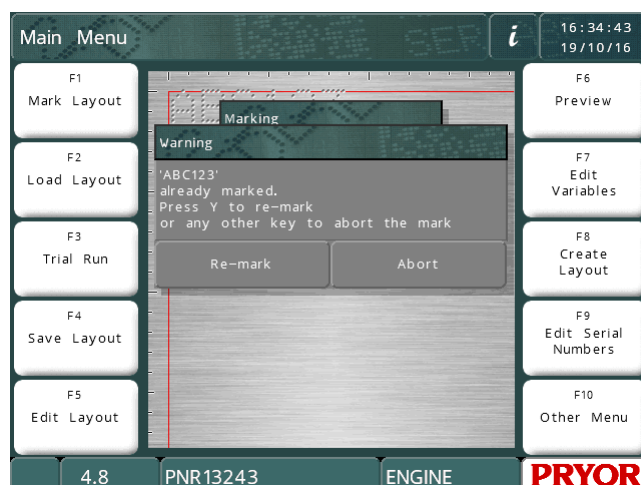 Main Menu
i
16:34:43
19/10/16
F1
Mark Layout
F2
Load Layout
F3
Trial Run
F4
Save Layout
F5
Edit Layout
Marking
Warning
'ABC123'
already marked.
Press Y to re-mark
or any other key to abort the mark
Re-mark
Abort
F6
Preview
F7
Edit
Variables
F8
Create
Layout
F9
Edit Serial
Numbers
F10
Other Menu
4.8
PNR13243
ENGINE
PRYOR